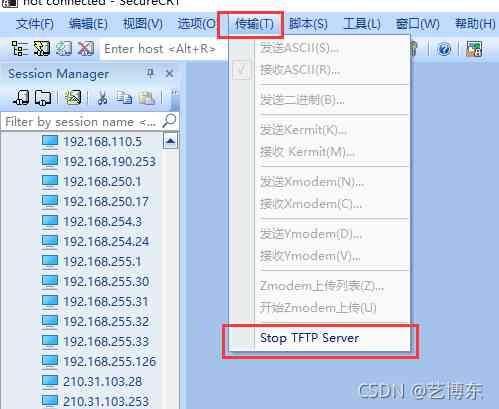 not connected - SecureCRT
文件(F) 编辑(E) 视图(V) 选项(O) 传输(T) 脚本(S) 工具(L) 窗口(W) 帮助(H)
Enter host <Alt+R>
Session Manager
Filter by session name <...
192.168.110.5
192.168.190.253
192.168.250.1
192.168.250.17
192.168.254.3
192.168.254.24
192.168.255.1
192.168.255.30
192.168.255.31
192.168.255.32
192.168.255.33
192.168.255.126
210.31.103.28
210.31.103.253
发送ASCII(S)...
接收ASCII(R)...
发送二进制(B)...
发送Kermit(K)...
接收 Kermit(M)...
发送Xmodem(N)...
接收Xmodem(C)...
发送Ymodem(D)...
接收Ymodem(V)...
Zmodem上传列表(Z)...
开始Zmodem上传(U)
Stop TFTP Server
CSDN @艺博东